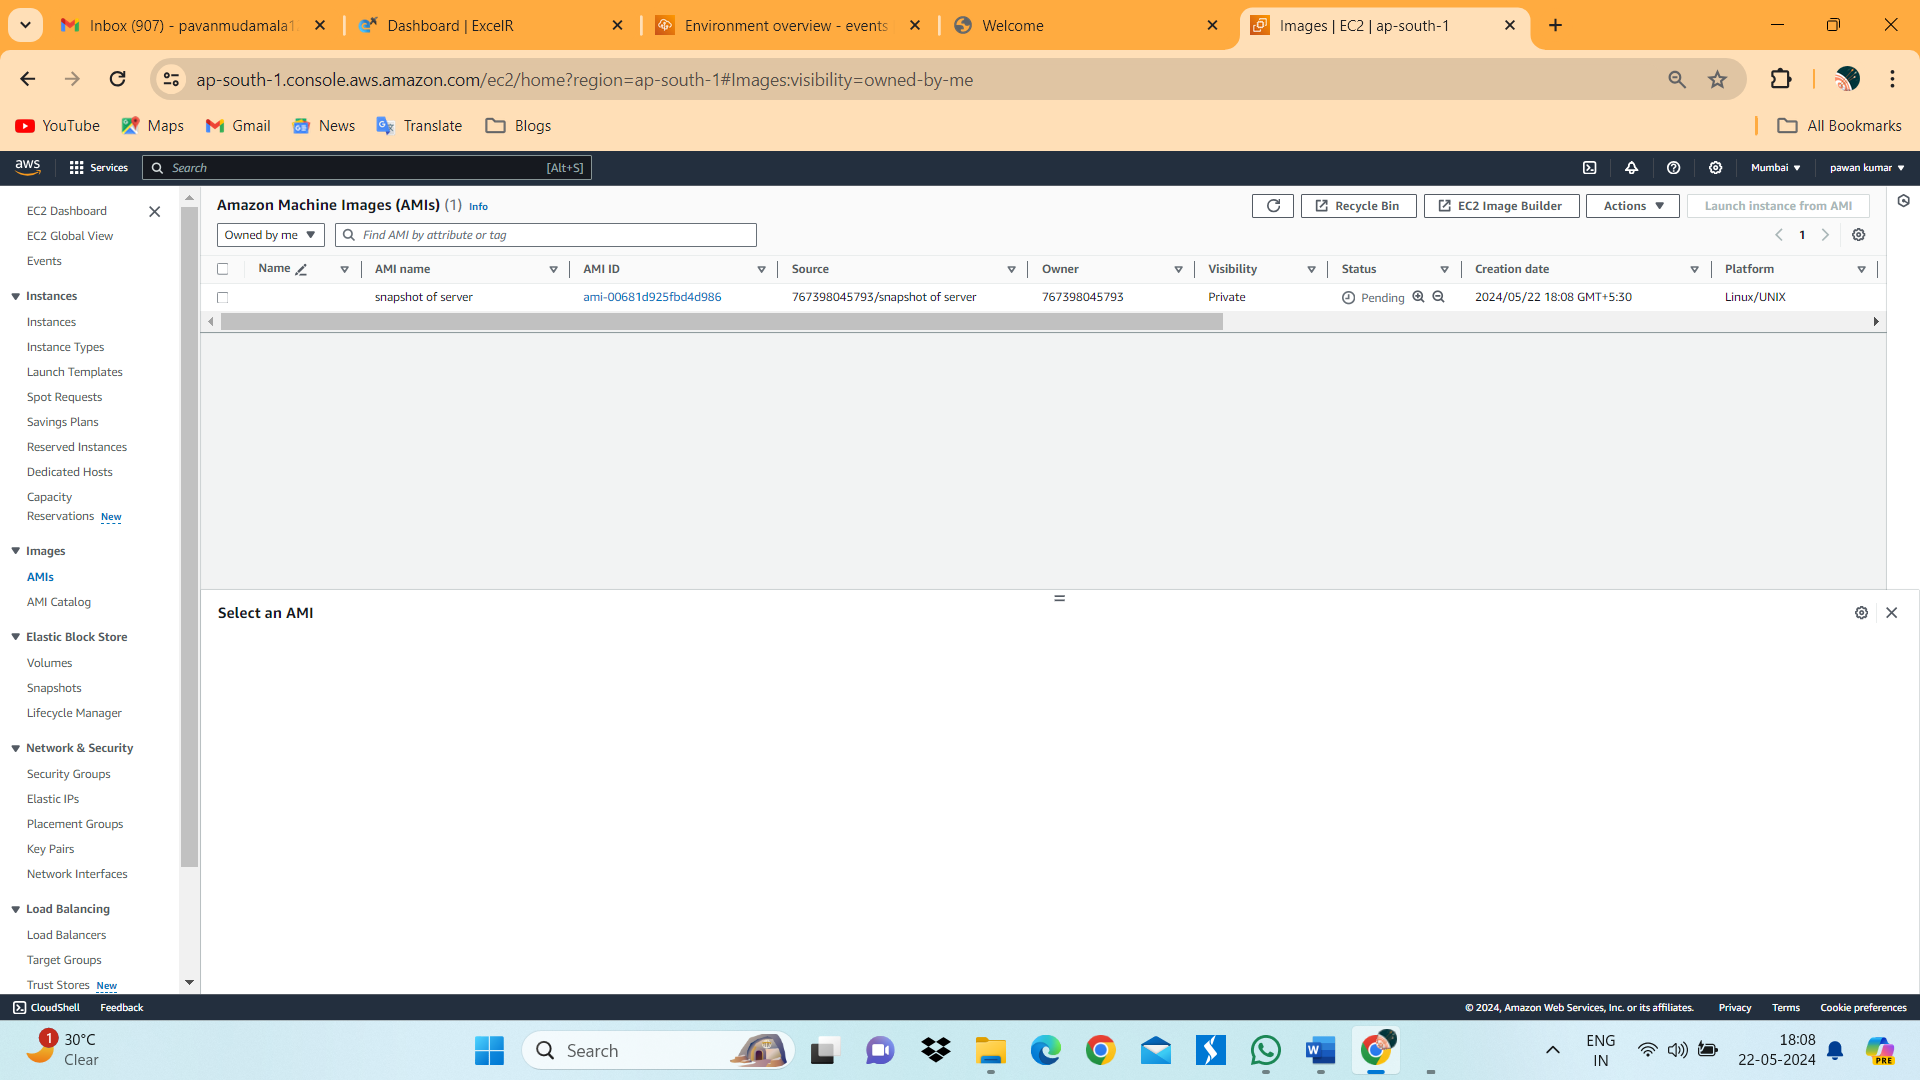 Inbox (907) - pavanmudamala1
Dashboard | ExcelR
Environment overview - events
Welcome
Images | EC2 | ap-south-1
ap-south-1.console.aws.amazon.com/ec2/home?region=ap-south-1#Images:visibility=owned-by-me
YouTube
Maps
Gmail
News
Translate
Blogs
All Bookmarks
aws
Services
Search
[Alt+S]
Mumbai
pawan kumar
EC2 Dashboard
EC2 Global View
Events
Instances
Instances
Instance Types
Launch Templates
Spot Requests
Savings Plans
Reserved Instances
Dedicated Hosts
Capacity
Reservations New
Images
AMIs
AMI Catalog
Elastic Block Store
Volumes
Snapshots
Lifecycle Manager
Network & Security
Security Groups
Elastic IPs
Placement Groups
Key Pairs
Network Interfaces
Load Balancing
Load Balancers
Target Groups
Trust Stores New
Amazon Machine Images (AMIs) (1) Info
Recycle Bin
EC2 Image Builder
Actions
Launch instance from AMI
Owned by me
Find AMI by attribute or tag
1
Name
AMI name
AMI ID
Source
Owner
Visibility
Status
Creation date
Platform
snapshot of server
ami-00681d925fbd4d986
767398045793/snapshot of server
767398045793
Private
Pending
2024/05/22 18:08 GMT+5:30
Linux/UNIX
Select an AMI
CloudShell
Feedback
© 2024, Amazon Web Services, Inc. or its affiliates.
Privacy
Terms
Cookie preferences
1
30°C
Clear
Search
ENG
IN
18:08
22-05-2024
PRE